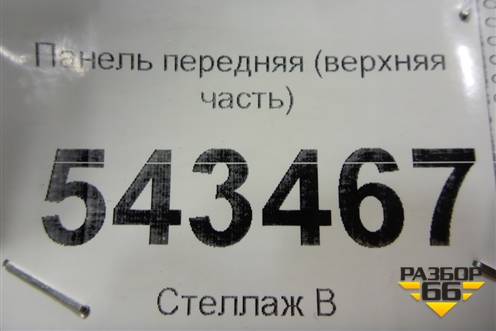 Панель передняя (верхняя
часть)
543467
Стеллаж В
РАЗБОР
66